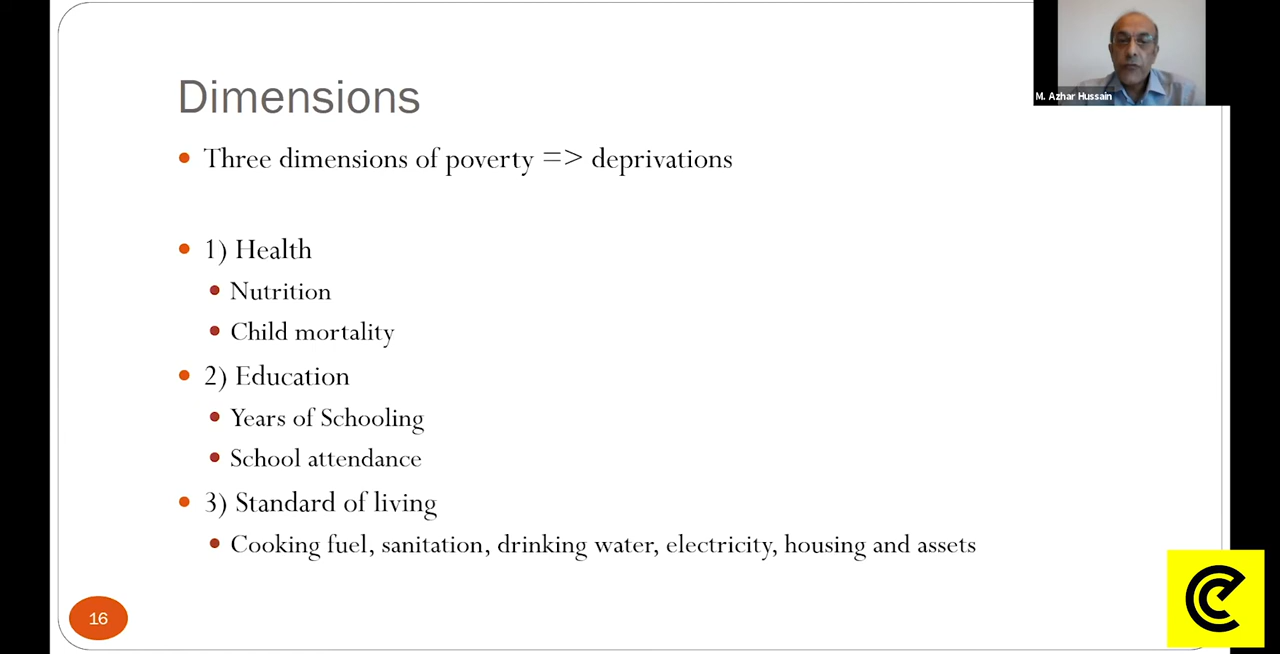 M. Azhar Hussain
Dimensions
• Three dimensions of poverty => deprivations
• 1) Health
• Nutrition
• Child mortality
• 2) Education
• Years of Schooling
• School attendance
• 3) Standard of living
• Cooking fuel, sanitation, drinking water, electricity, housing and assets
16